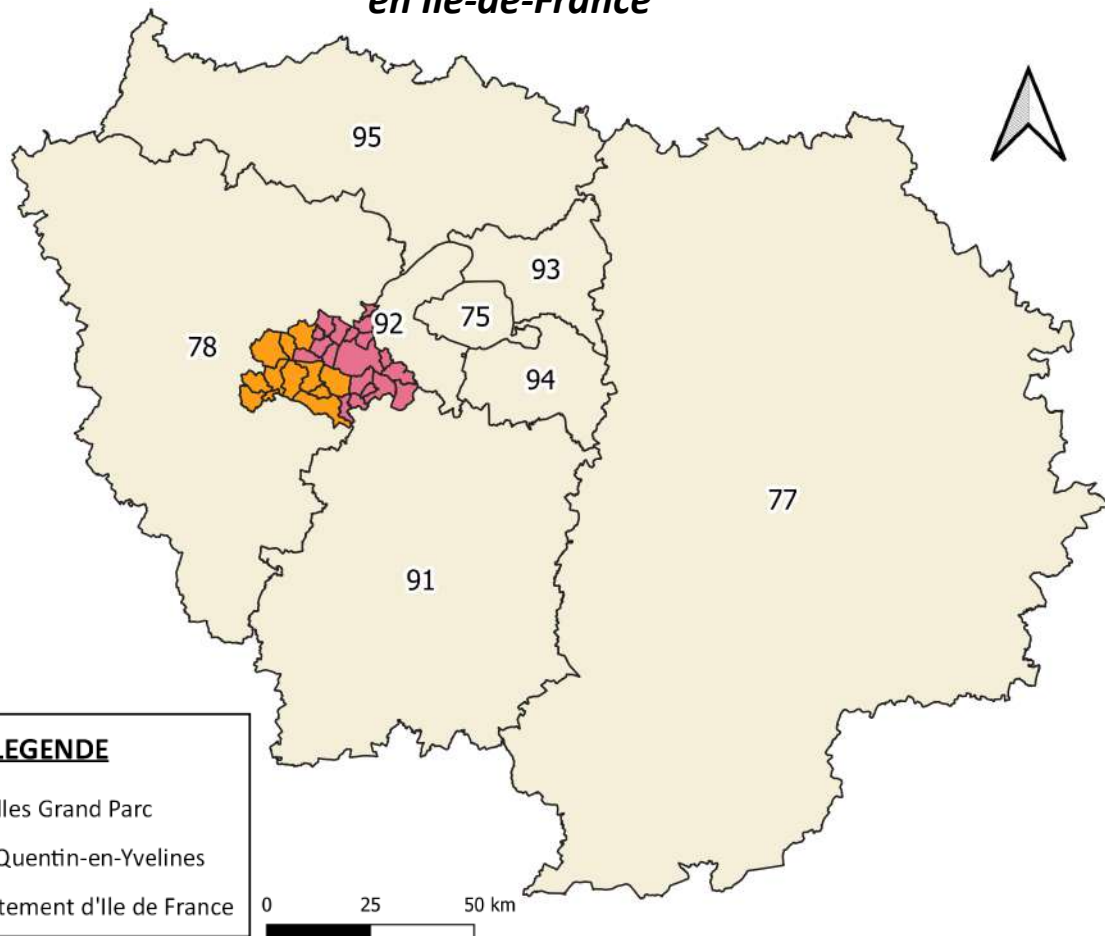 en Ile-de-France
95
93
92
75
78
94
77
91
LEGENDE
lles Grand Parc
Quentin-en-Yvelines
tement d'Ile de France
0 25 50 km